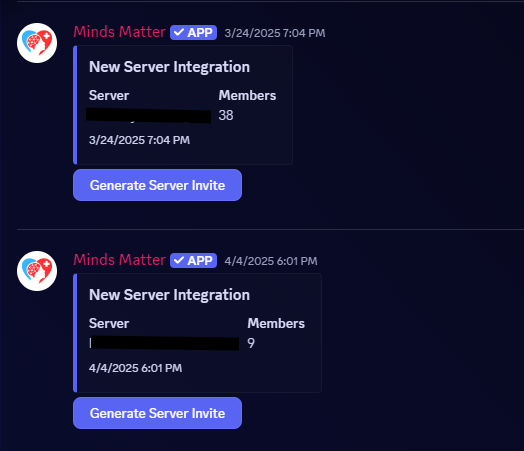 Minds Matter ✓ APP 3/24/2025 7:04 PM
New Server Integration
Server Members
38
3/24/2025 7:04 PM
Generate Server Invite
Minds Matter ✓ APP 4/4/2025 6:01 PM
New Server Integration
Server Members
9
4/4/2025 6:01 PM
Generate Server Invite